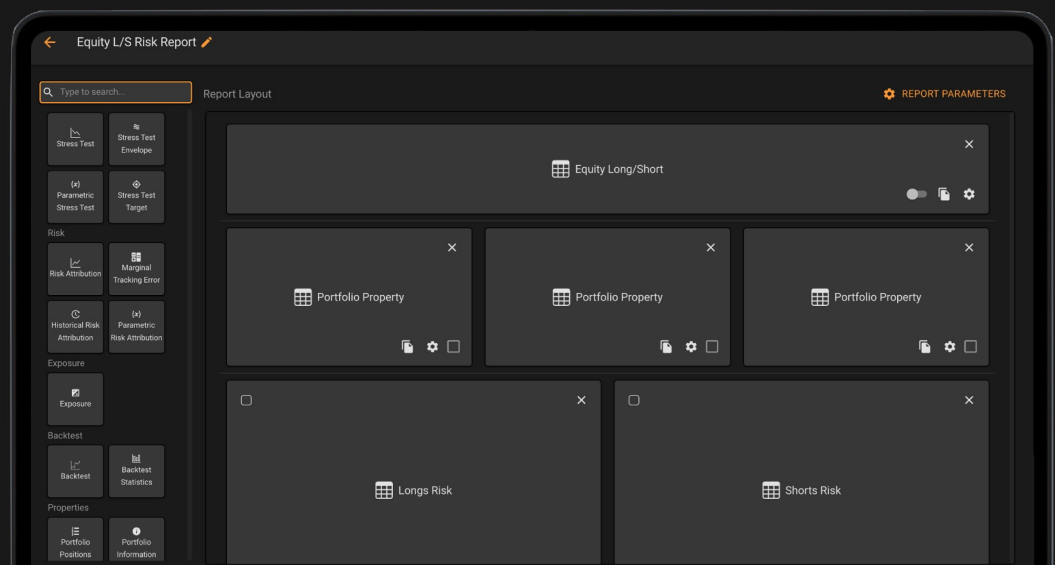 Equity L/S Risk Report
Type to search...
Report Layout
REPORT PARAMETERS
Stress Test
Stress Test
Envelope
(x)
Parametric
Stress Test
Stress Test
Target
Risk
Risk Attribution
Marginal
Tracking Error
Historical Risk
Attribution
(x)
Parametric
Risk Attribution
Exposure
Exposure
Backtest
Backtest
Backtest
Statistics
Properties
Portfolio
Positions
Portfolio
Information
Equity Long/Short
Portfolio Property
Portfolio Property
Portfolio Property
Longs Risk
Shorts Risk